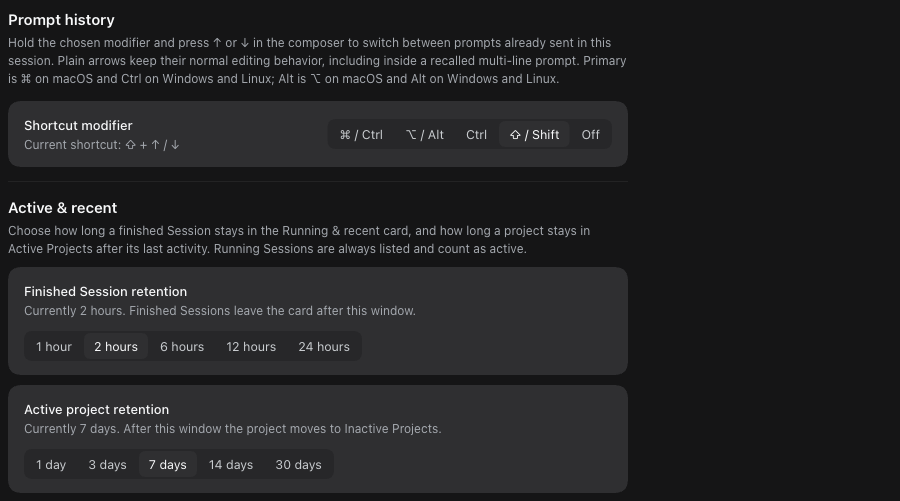 Prompt history
Hold the chosen modifier and press ↑ or ↓ in the composer to switch between prompts already sent in this
session. Plain arrows keep their normal editing behavior, including inside a recalled multi-line prompt. Primary
is ⌘ on macOS and Ctrl on Windows and Linux; Alt is ⌥ on macOS and Alt on Windows and Linux.
Shortcut modifier
Current shortcut: ⇧ + ↑ / ↓
⌘ / Ctrl ⌥ / Alt Ctrl ⇧ / Shift Off
Active & recent
Choose how long a finished Session stays in the Running & recent card, and how long a project stays in
Active Projects after its last activity. Running Sessions are always listed and count as active.
Finished Session retention
Currently 2 hours. Finished Sessions leave the card after this window.
1 hour 2 hours 6 hours 12 hours 24 hours
Active project retention
Currently 7 days. After this window the project moves to Inactive Projects.
1 day 3 days 7 days 14 days 30 days